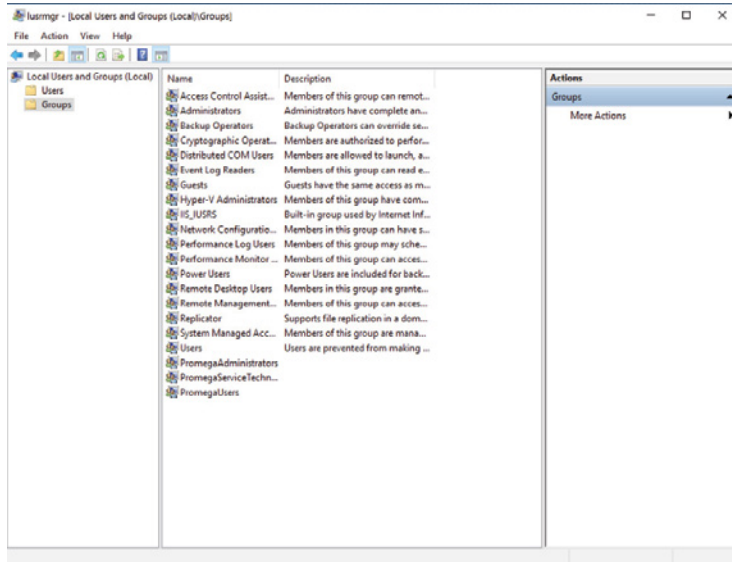 lusrmgr - [Local Users and Groups (Local)\Groups]
File Action View Help
Local Users and Groups (Local)
Users
Groups
Name Description
Access Control Assist... Members of this group can remot...
Administrators Administrators have complete an...
Backup Operators Backup Operators can override se...
Cryptographic Operat... Members are authorized to perfor...
Distributed COM Users Members are allowed to launch, a...
Event Log Readers Members of this group can read e...
Guests Guests have the same access as m...
Hyper-V Administrators Members of this group have com...
IIS_IUSRS Built-in group used by Internet Inf...
Network Configuratio... Members in this group can have s...
Performance Log Users Members of this group may sche...
Performance Monitor ... Members of this group can acces...
Power Users Power Users are included for back...
Remote Desktop Users Members in this group are grante...
Remote Management... Members of this group can acces...
Replicator Supports file replication in a dom...
System Managed Acc... Members of this group are mana...
Users Users are prevented from making ...
PromegaAdministrators
PromegaServiceTechn...
PromegaUsers
Actions
Groups
More Actions